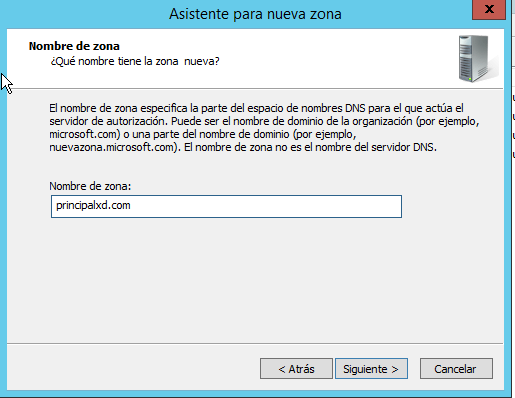 Asistente para nueva zona
x
Nombre de zona
¿Qué nombre tiene la zona nueva?
El nombre de zona especifica la parte del espacio de nombres DNS para el que actúa el
servidor de autorización. Puede ser el nombre de dominio de la organización (por ejemplo,
microsoft.com) o una parte del nombre de dominio (por ejemplo,
nuevazona.microsoft.com). El nombre de zona no es el nombre del servidor DNS.
Nombre de zona:
principalxd.com
< Atrás
Siguiente >
Cancelar